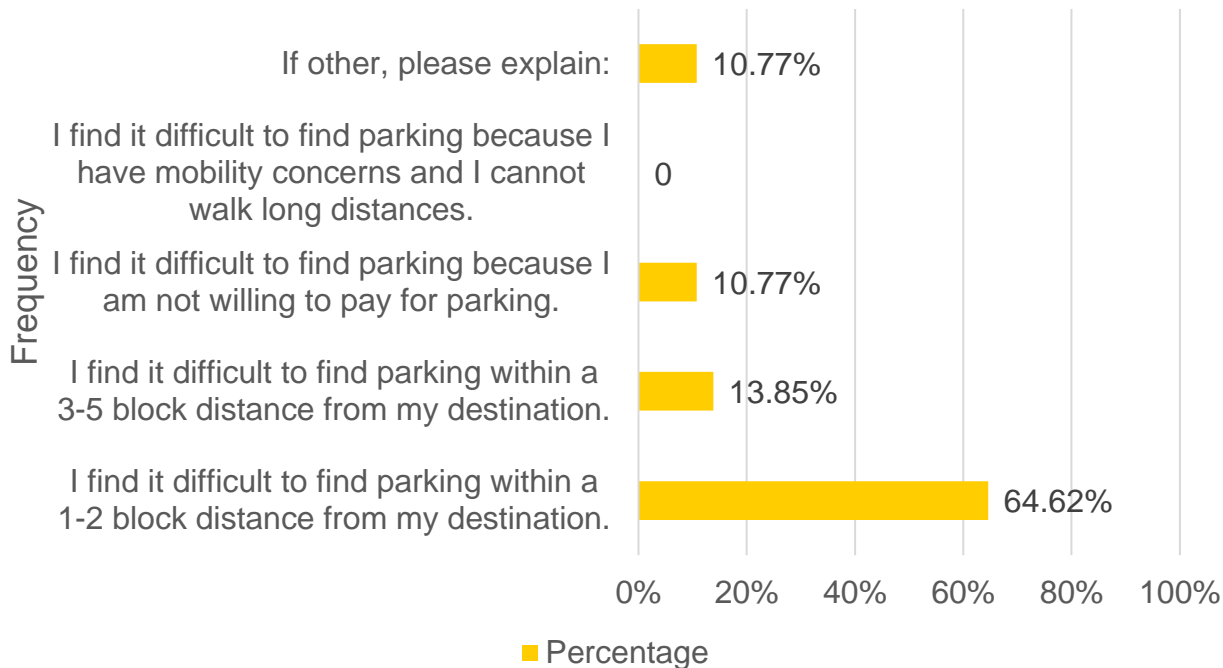 If other, please explain:
10.77%
I find it difficult to find parking because I
have mobility concerns and I cannot
walk long distances.
0
I find it difficult to find parking because I
am not willing to pay for parking.
10.77%
I find it difficult to find parking within a
3-5 block distance from my destination.
13.85%
I find it difficult to find parking within a
1-2 block distance from my destination.
64.62%
Frequency
0% 20% 40% 60% 80% 100%
Percentage